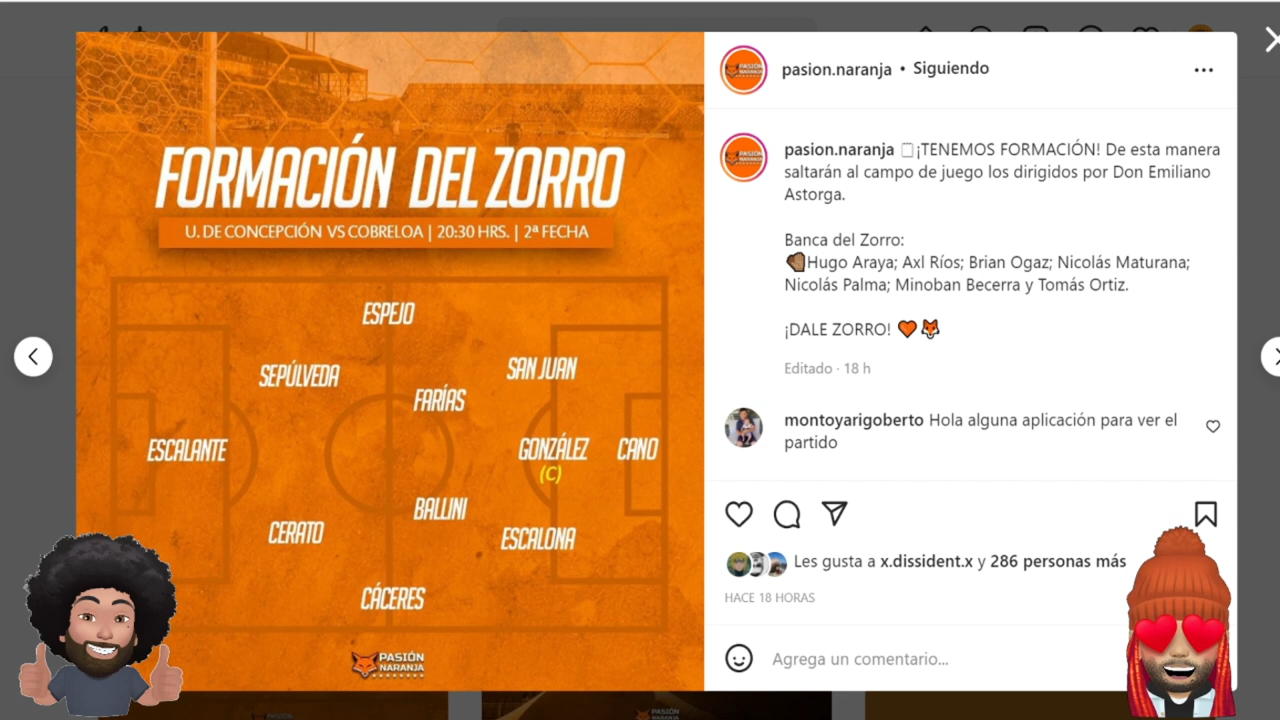 FORMACIÓN DEL ZORRO
U. DE CONCEPCIÓN VS COBRELOA | 20:30 HRS. | 2ª FECHA
ESPEJO
SEPÚLVEDA
SAN JUAN
FARÍAS
ESCALANTE
GONZÁLEZ
(C)
CANO
BALLINI
CERATO
ESCALONA
CÁCERES
PASIÓN
NARANJA
pasion.naranja • Siguiendo
pasion.naranja ¡TENEMOS FORMACIÓN! De esta manera
saltarán al campo de juego los dirigidos por Don Emiliano
Astorga.
Banca del Zorro:
Hugo Araya; Axl Ríos; Brian Ogaz; Nicolás Maturana;
Nicolás Palma; Minoban Becerra y Tomás Ortiz.
¡DALE ZORRO! 🧡🦊
Editado · 18 h
montoyarigoberto Hola alguna aplicación para ver el
partido
Les gusta a x.dissident.x y 286 personas más
HACE 18 HORAS
Agrega un comentario...